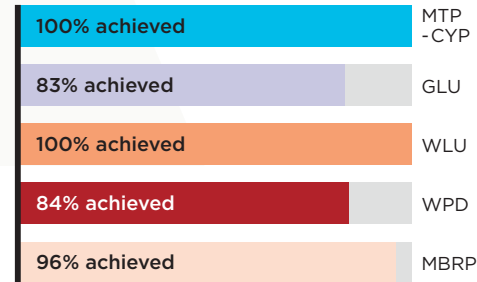 100% achieved
MTP
-CYP
83% achieved
GLU
100% achieved
WLU
84% achieved
WPD
96% achieved
MBRP